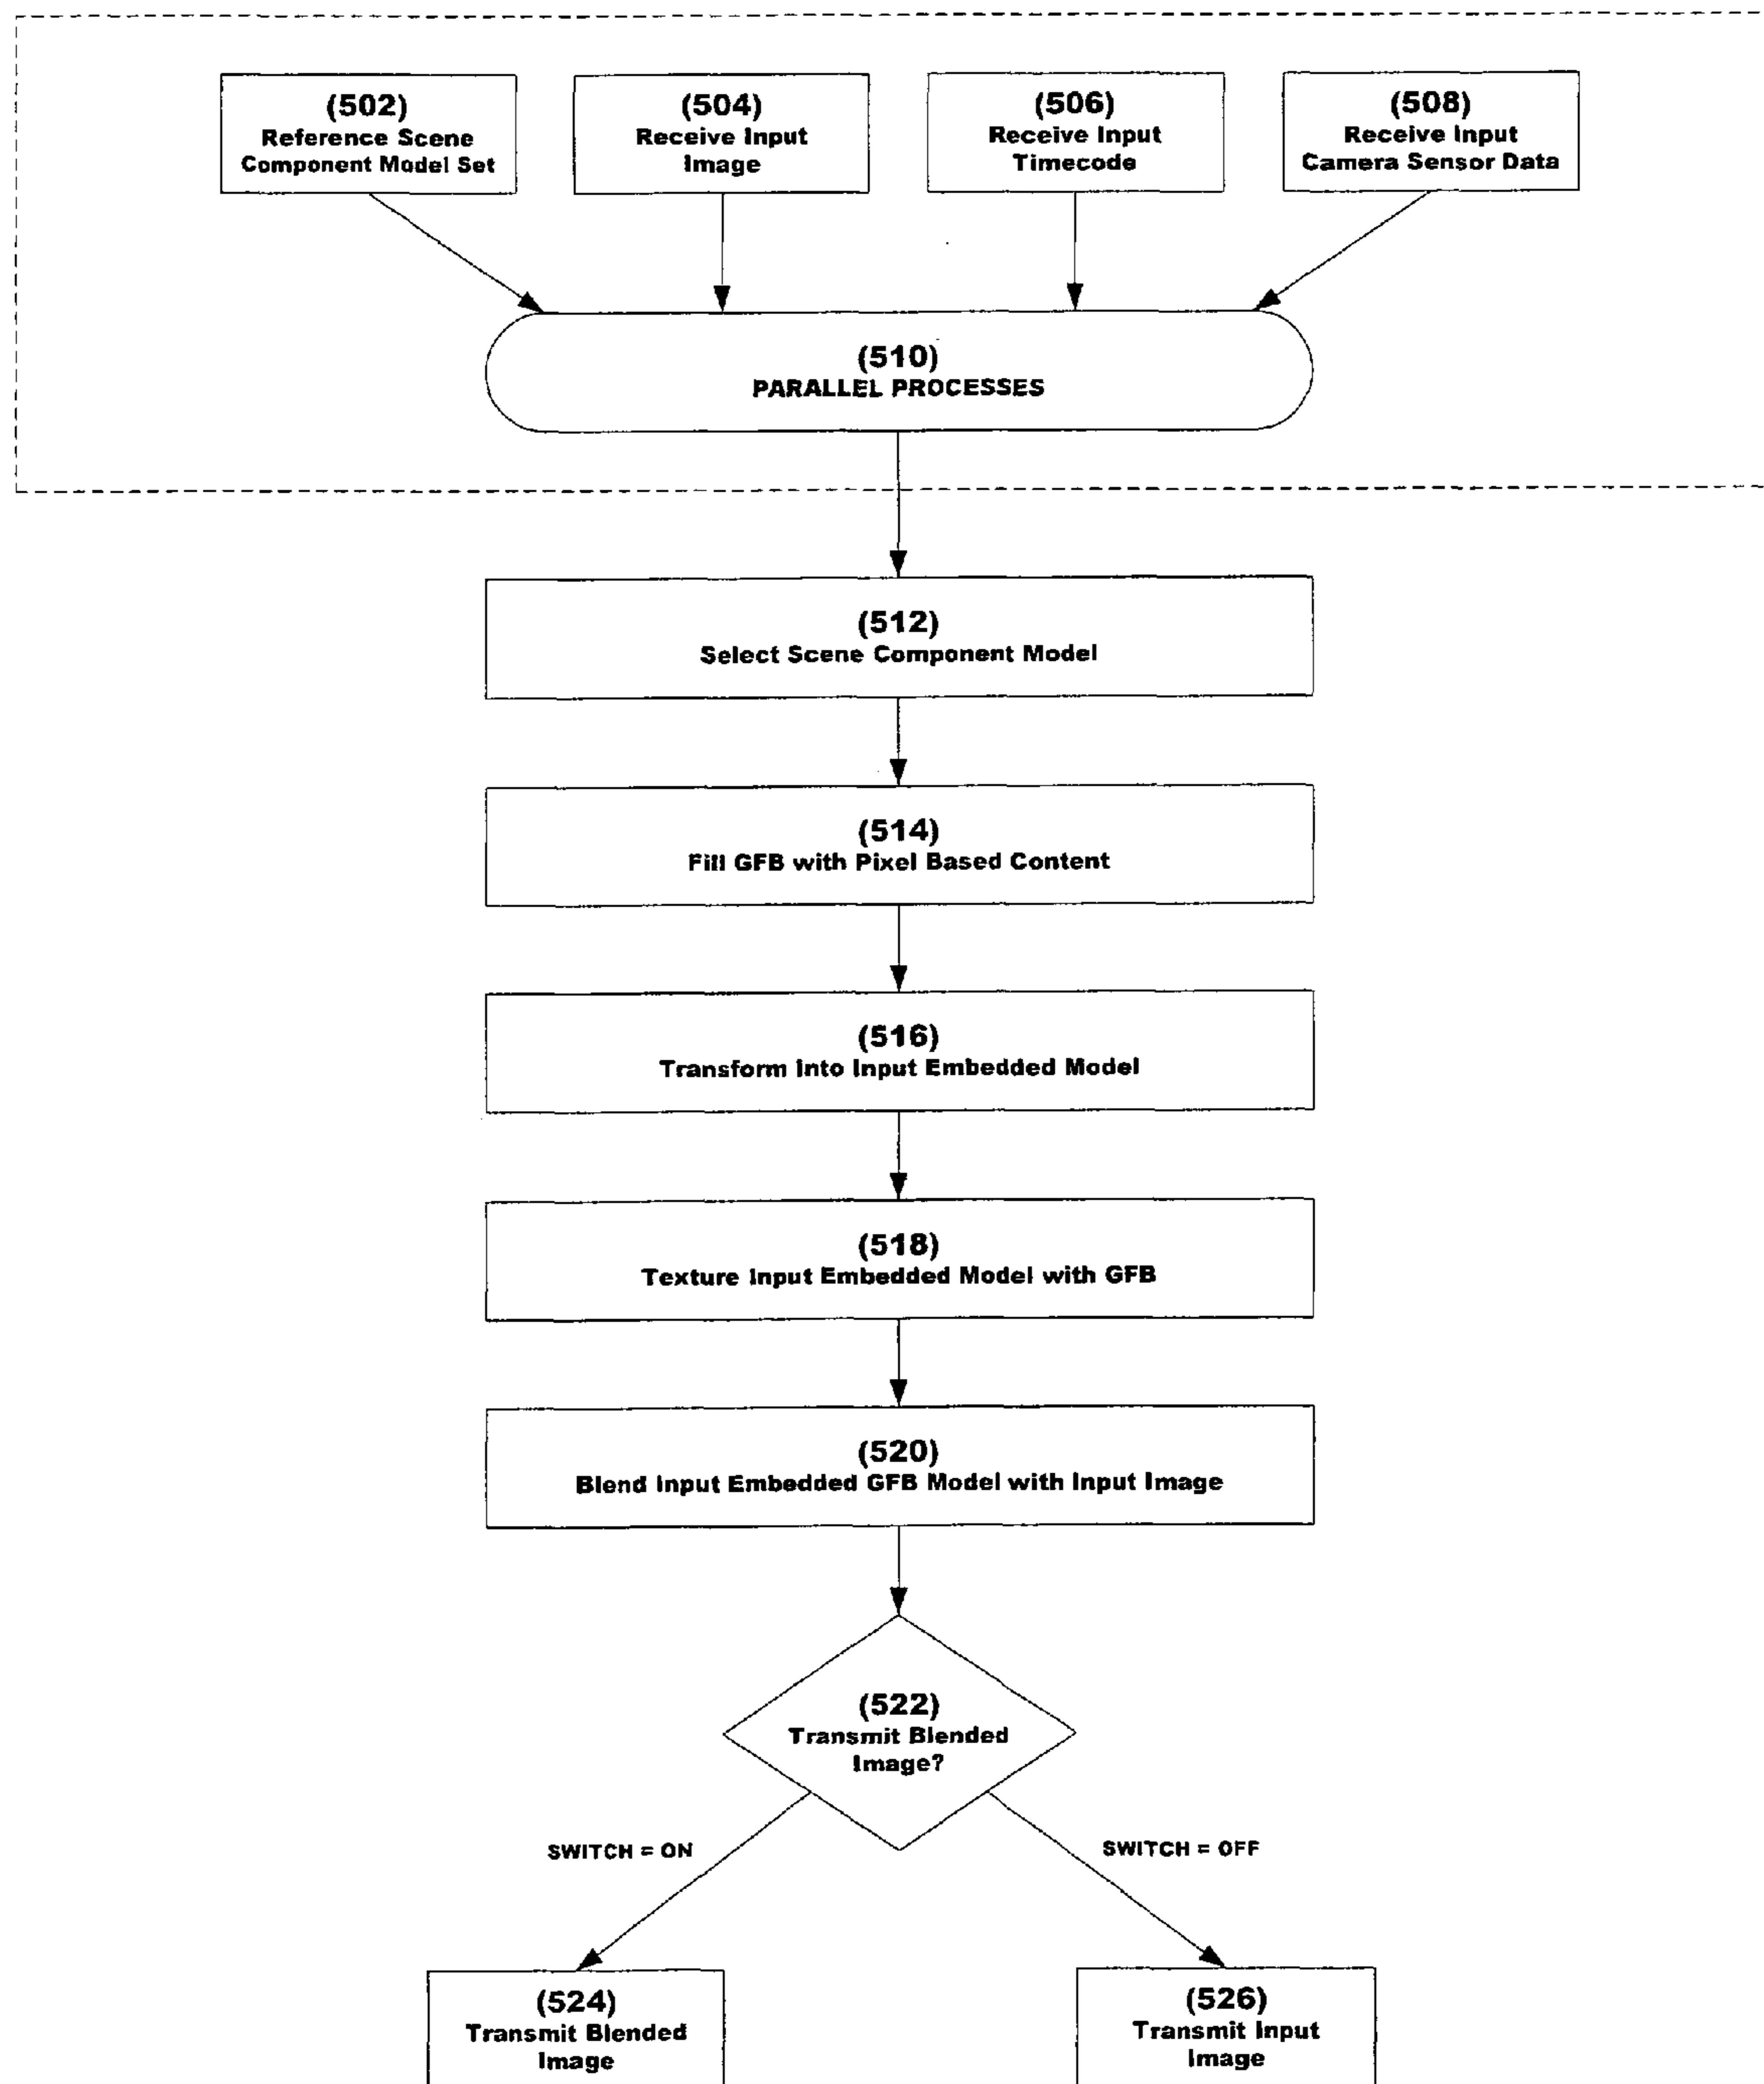 (502)
Reference Scene
Component Model Set
(504)
Receive Input
Image
(506)
Receive Input
Timecode
(508)
Receive Input
Camera Sensor Data
(510)
PARALLEL PROCESSES
(512)
Select Scene Component Model
(514)
Fill GFB with Pixel Based Content
(516)
Transform into Input Embedded Model
(518)
Texture Input Embedded Model with GFB
(520)
Blend Input Embedded GFB Model with Input Image
(522)
Transmit Blended
Image?
SWITCH = ON
SWITCH = OFF
(524)
Transmit Blended
Image
(526)
Transmit Input
Image